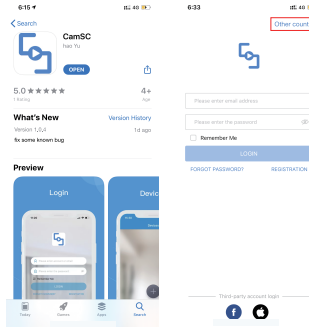 6:15
4G
Search
CamSC
hao Yu
OPEN
5.0 ★★★★★
4+
1 Rating
Age
What's New
Version History
Version 1.0.4
1d ago
fix some known bug
Preview
Login
Devic
LOGIN
Today
Games
Apps
Search
6:33
4G
Other count
Please enter email address
Please enter the password
Remember Me
LOGIN
FORGOT PASSWORD?
REGISTRATION
Third-party account login